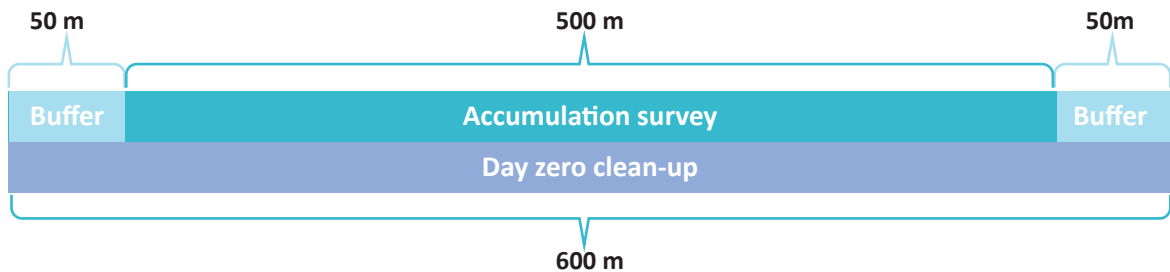 50 m 500 m 50m
Buffer Accumulation survey Buffer
Day zero clean-up
600 m